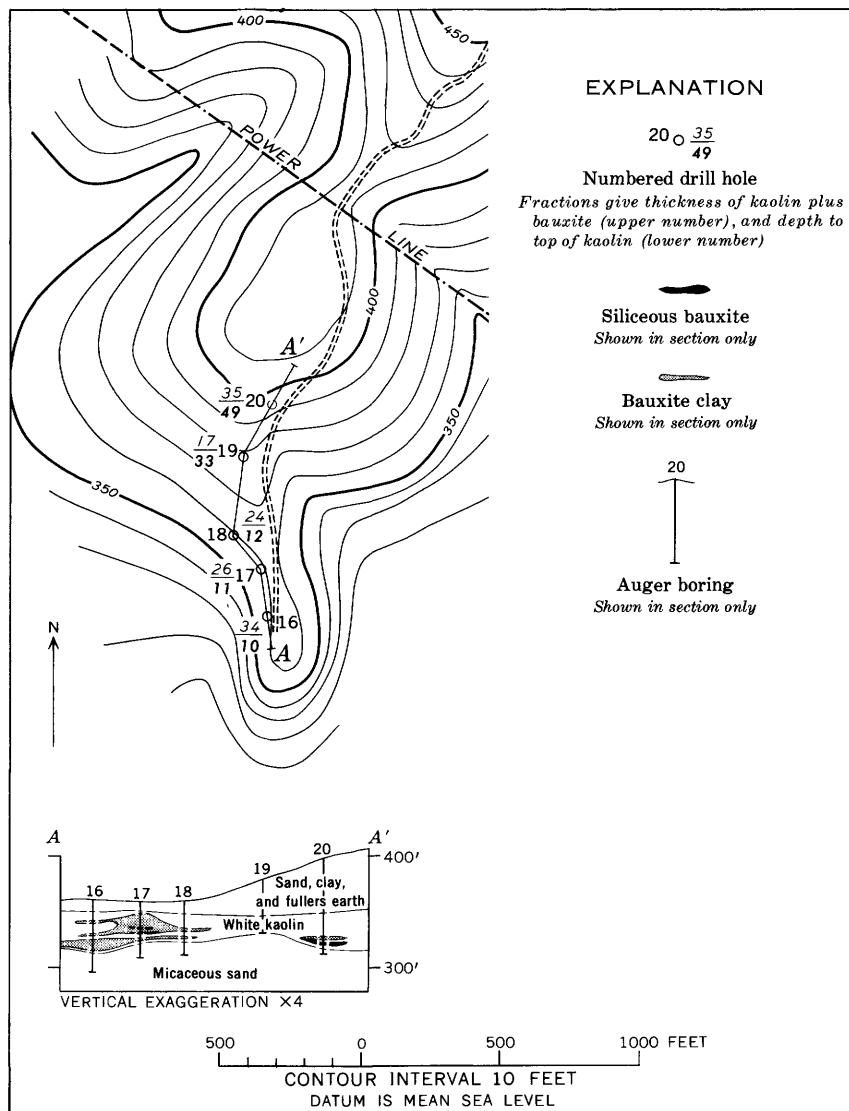 400
450
POWER
LINE
400
350
350
A'
35
49 20
17
33 19
24
18 12
26
11 17
16
34
10
A
N
EXPLANATION
20 35
49
Numbered drill hole
Fractions give thickness of kaolin plus
bauxite (upper number), and depth to
top of kaolin (lower number)
Siliceous bauxite
Shown in section only
Bauxite clay
Shown in section only
20
Auger boring
Shown in section only
A A'
16 17 18 19 20
400'
Sand, clay,
and fullers earth
White kaolin
Micaceous sand
300'
VERTICAL EXAGGERATION X4
500 0 500 1000 FEET
CONTOUR INTERVAL 10 FEET
DATUM IS MEAN SEA LEVEL